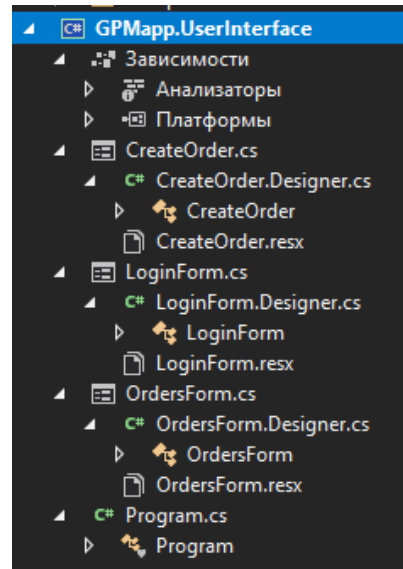 C# GPMapp.UserInterface
Зависимости
Анализаторы
Платформы
CreateOrder.cs
C# CreateOrder.Designer.cs
CreateOrder
CreateOrder.resx
LoginForm.cs
C# LoginForm.Designer.cs
LoginForm
LoginForm.resx
OrdersForm.cs
C# OrdersForm.Designer.cs
OrdersForm
OrdersForm.resx
C# Program.cs
Program